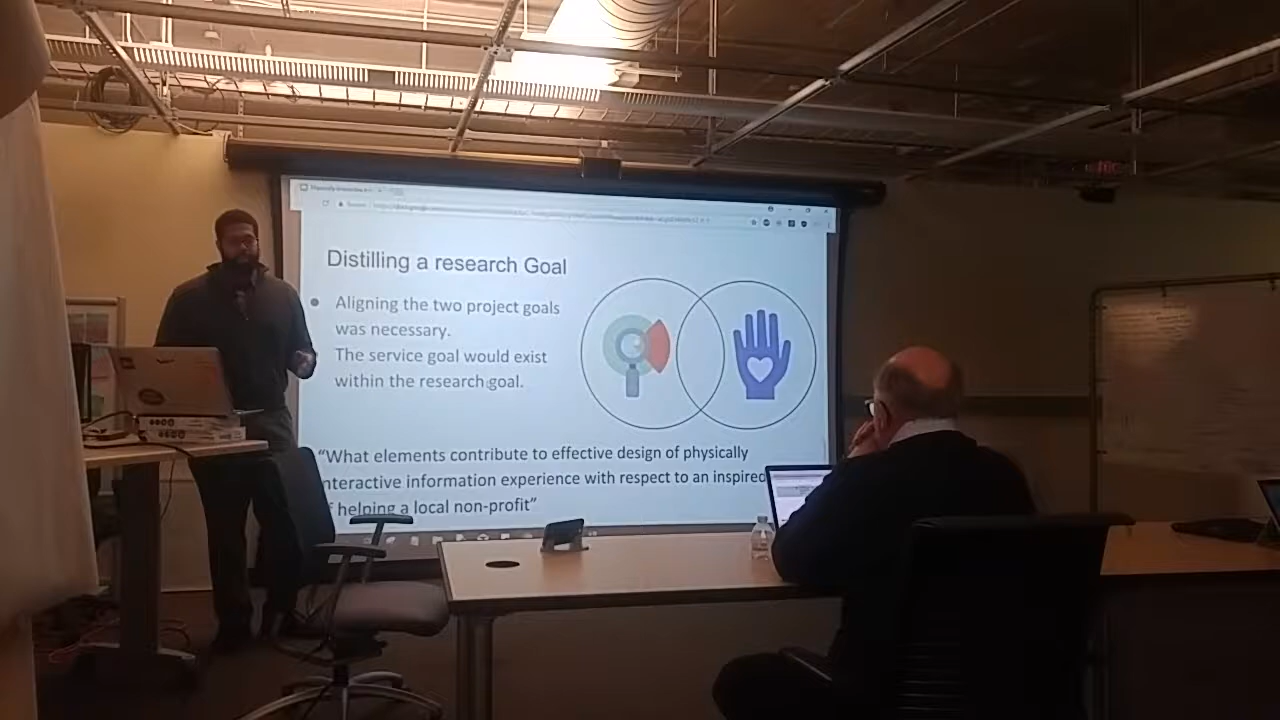 Distilling a research Goal
Aligning the two project goals
was necessary.
The service goal would exist
within the research goal.
“What elements contribute to effective design of physically
nteractive information experience with respect to an inspired
helping a local non-profit”